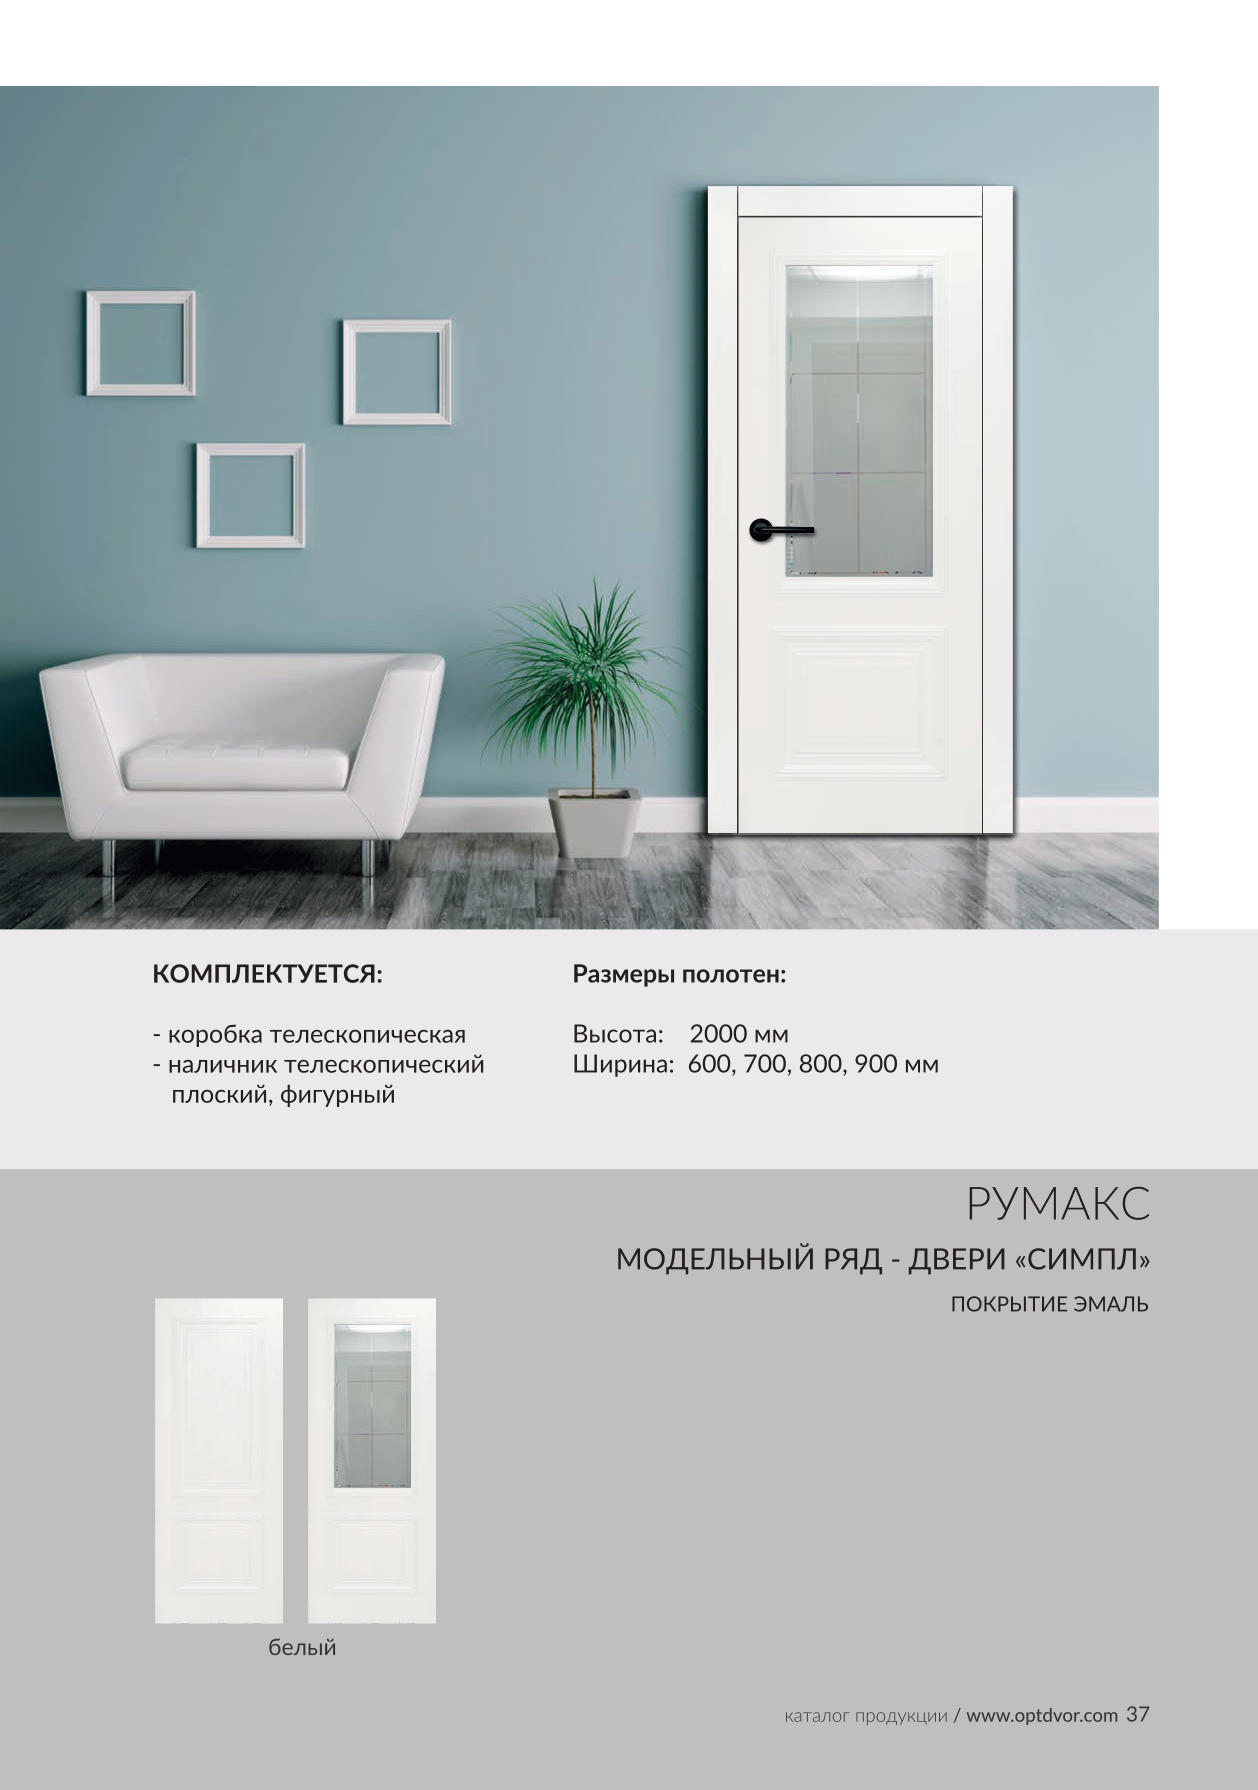 КОМПЛЕКТУЕТСЯ:
- коробка телескопическая
- наличник телескопический
плоский, фигурный
Размеры полотен:
Высота: 2000 мм
Ширина: 600, 700, 800, 900 мм
РУМАКС
МОДЕЛЬНЫЙ РЯД - ДВЕРИ «СИМПЛ»
ПОКРЫТИЕ ЭМАЛЬ
белый
каталог продукции / www.optdvor.com 37